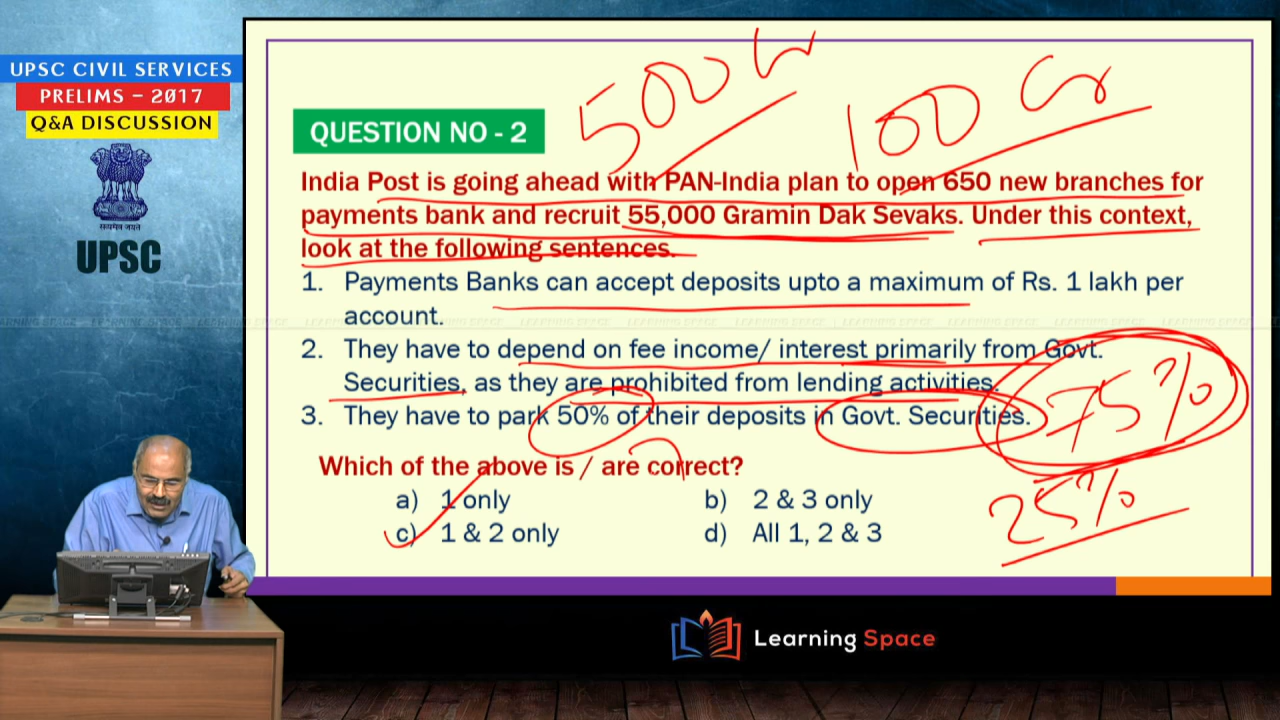 UPSC CIVIL SERVICES
PRELIMS – 2017
Q&A DISCUSSION
सत्यमेव जयते
UPSC
500 Cr
100 Cr
QUESTION NO - 2
India Post is going ahead with PAN-India plan to open 650 new branches for
payments bank and recruit 55,000 Gramin Dak Sevaks. Under this context,
look at the following sentences.
1. Payments Banks can accept deposits upto a maximum of Rs. 1 lakh per
account.
2. They have to depend on fee income/ interest primarily from Govt.
Securities, as they are prohibited from lending activities.
3. They have to park 50% of their deposits in Govt. Securities.
75%
Which of the above is / are correct?
a) 1 only b) 2 & 3 only
c) 1 & 2 only d) All 1, 2 & 3
25%
Learning Space